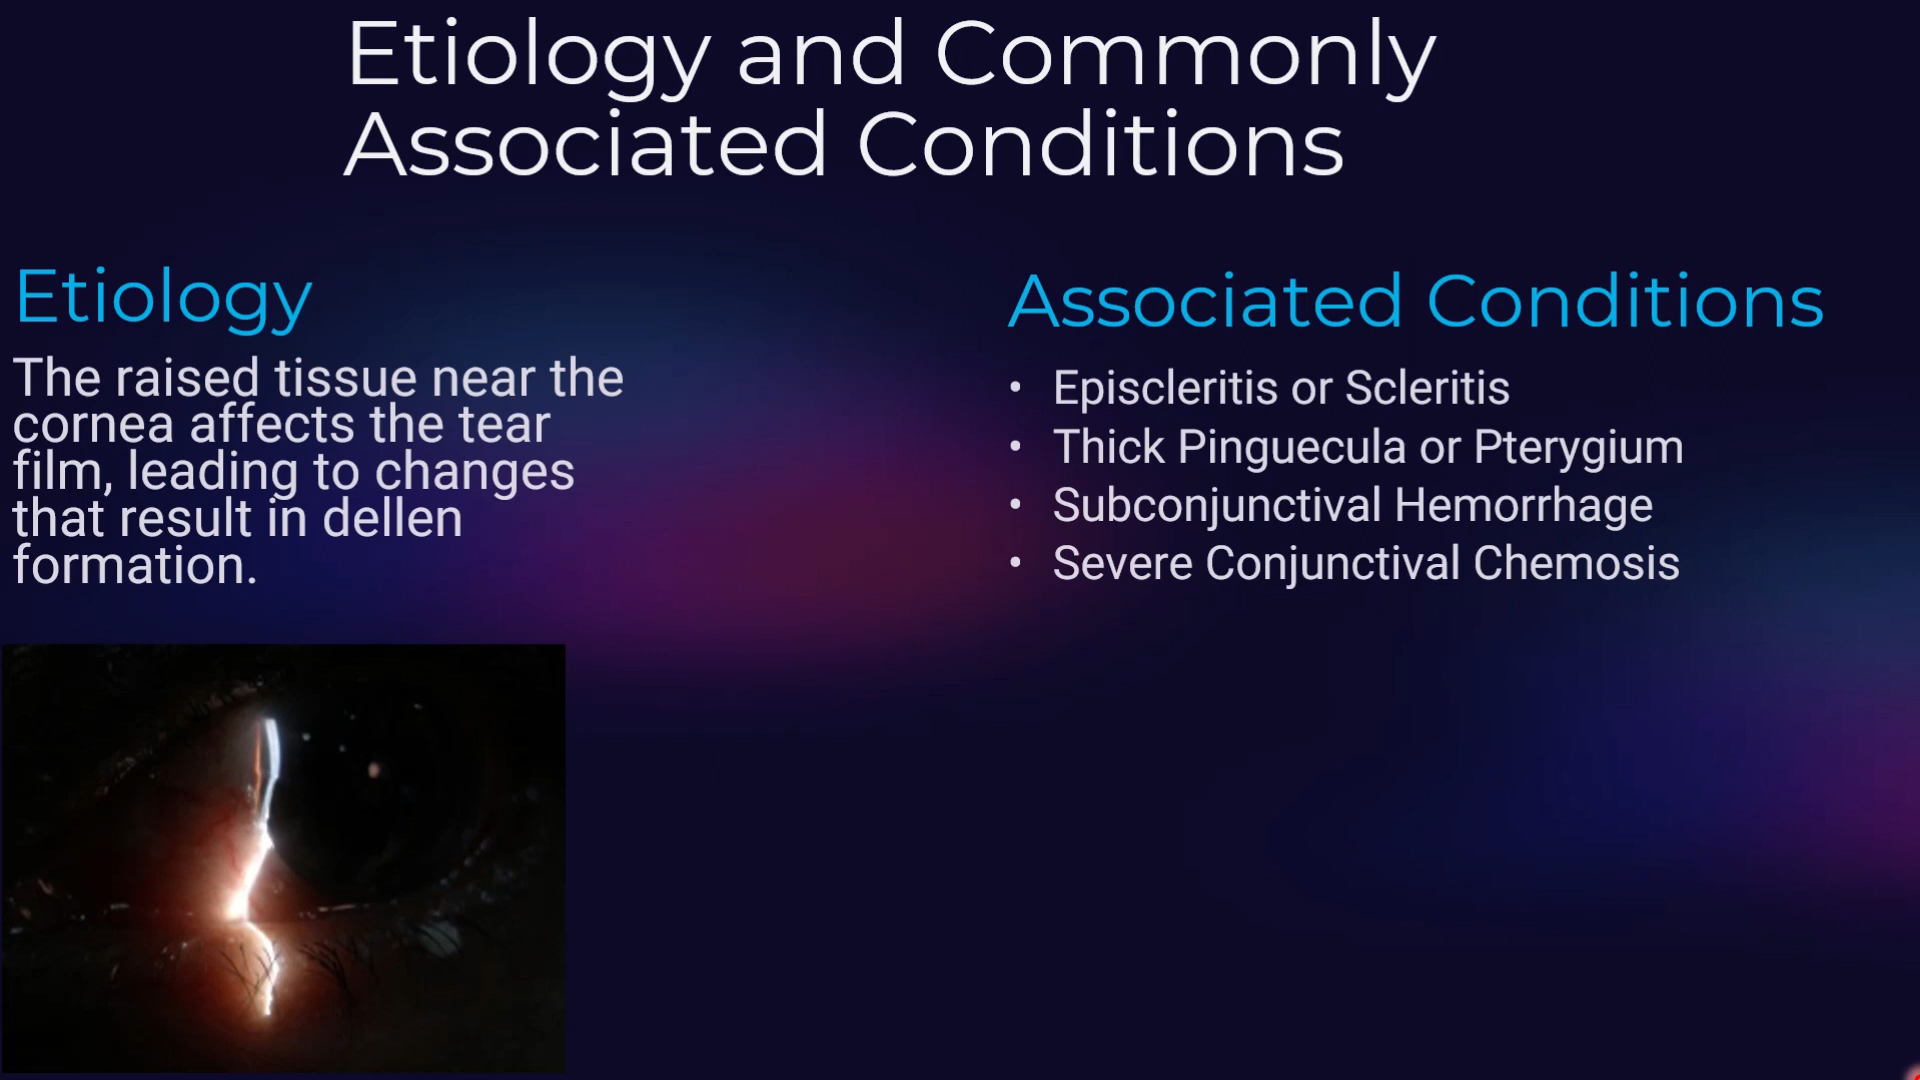 Etiology and Commonly
Associated Conditions
Etiology
The raised tissue near the
cornea affects the tear
film, leading to changes
that result in dellen
formation.
Associated Conditions
• Episcleritis or Scleritis
• Thick Pinguecula or Pterygium
• Subconjunctival Hemorrhage
• Severe Conjunctival Chemosis